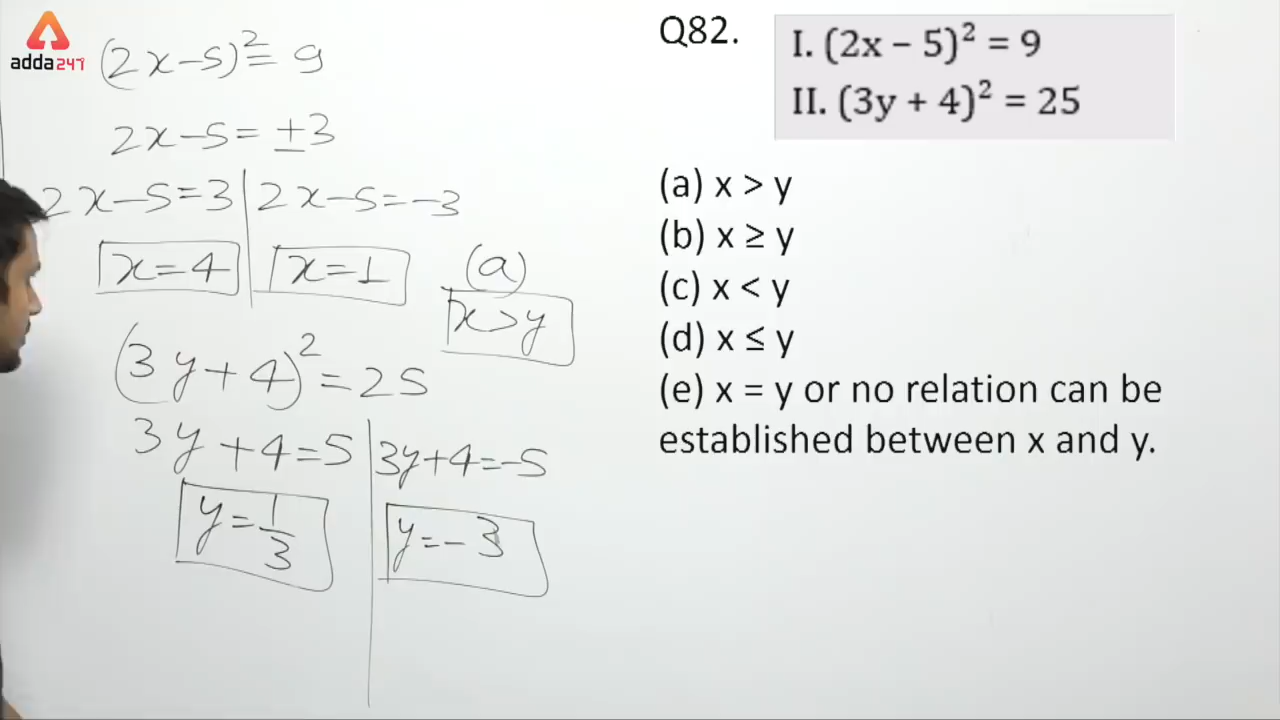 adda247
(2x-5)²=9
2x-5=±3
2x-5=3 | 2x-5=-3
x=4 x=1
(a)
x>y
(3y+4)²=25
3y+4=5 | 3y+4=-5
y=1/3 y=-3
Q82.
I. (2x − 5)² = 9
II. (3y + 4)² = 25
(a) x > y
(b) x ≥ y
(c) x < y
(d) x ≤ y
(e) x = y or no relation can be
established between x and y.